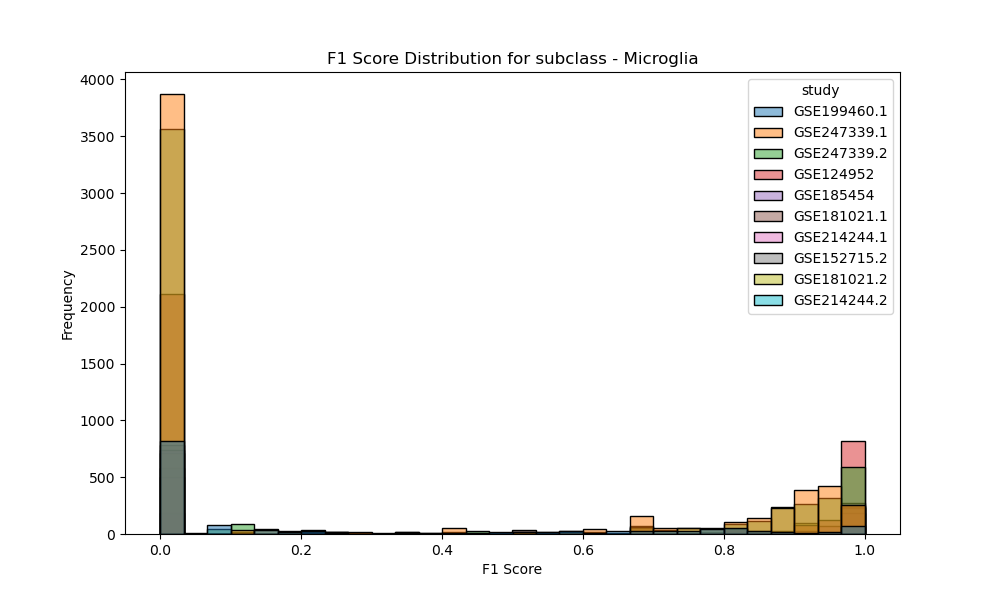 F1 Score Distribution for subclass - Microglia
4000
3500
3000
2500
2000
1500
1000
500
0
Frequency
0.0
0.2
0.4
0.6
0.8
1.0
F1 Score
study
GSE199460.1
GSE247339.1
GSE247339.2
GSE124952
GSE185454
GSE181021.1
GSE214244.1
GSE152715.2
GSE181021.2
GSE214244.2